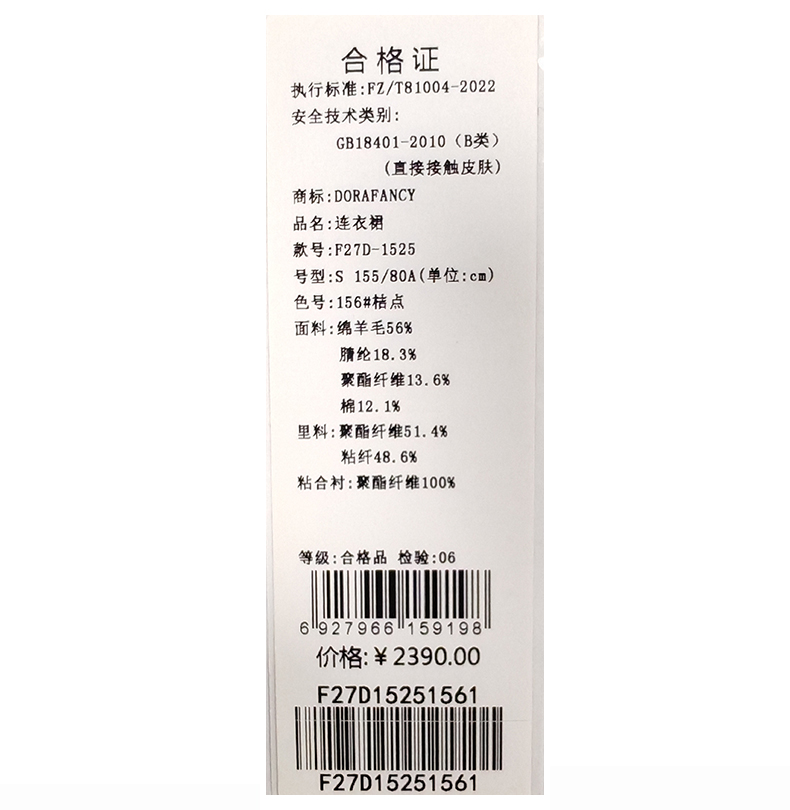 合格证
执行标准:FZ/T81004-2022
安全技术类别:
GB18401-2010（B类）
(直接接触皮肤)
商标:DORAFANCY
品名:连衣裙
款号:F27D-1525
号型:S 155/80A(单位:cm)
色号:156#桔点
面料:绵羊毛56%
腈纶18.3%
聚酯纤维13.6%
棉12.1%
里料:聚酯纤维51.4%
粘纤48.6%
粘合衬:聚酯纤维100%
等级:合格品 检验:06
6 927966 159198
价格:￥2390.00
F27D15251561
F27D15251561